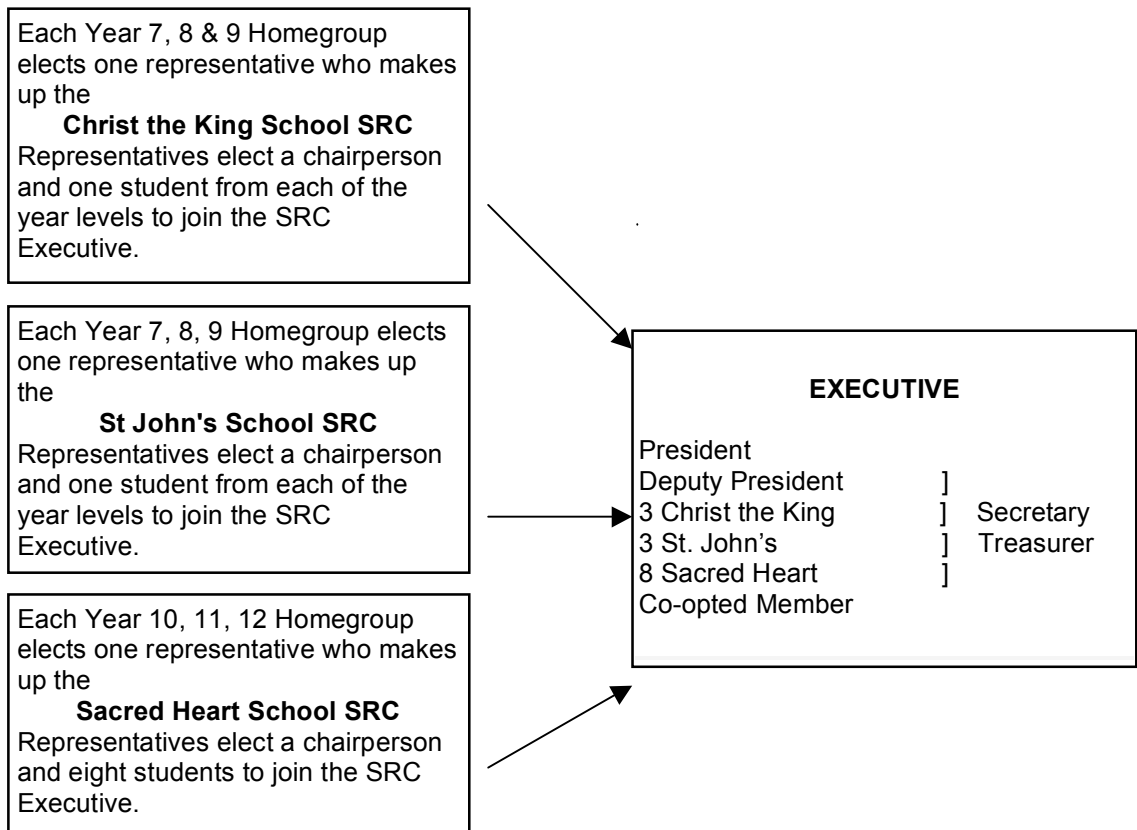 Each Year 7, 8 & 9 Homegroup
elects one representative who makes
up the
Christ the King School SRC
Representatives elect a chairperson
and one student from each of the
year levels to join the SRC
Executive.
Each Year 7, 8, 9 Homegroup elects
one representative who makes up
the
St John's School SRC
Representatives elect a chairperson
and one student from each of the
year levels to join the SRC
Executive.
Each Year 10, 11, 12 Homegroup
elects one representative who makes
up the
Sacred Heart School SRC
Representatives elect a chairperson
and eight students to join the SRC
Executive.
EXECUTIVE
President
Deputy President ]
3 Christ the King ] Secretary
3 St. John’s ] Treasurer
8 Sacred Heart ]
Co-opted Member